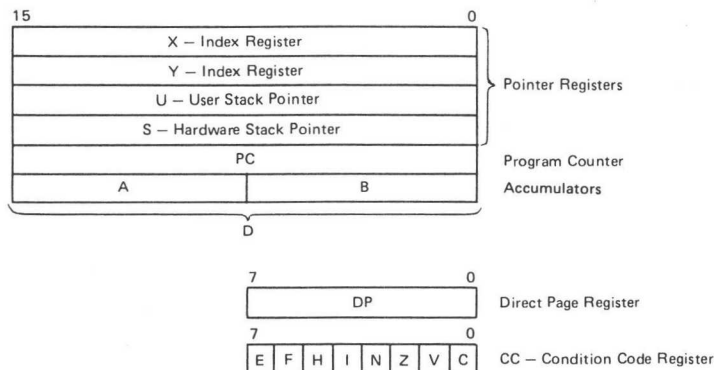 15 0
X – Index Register
Y – Index Register
U – User Stack Pointer
S – Hardware Stack Pointer
Pointer Registers
PC
Program Counter
A B
Accumulators
D
7 0
DP
Direct Page Register
7 0
E F H I N Z V C
CC – Condition Code Register